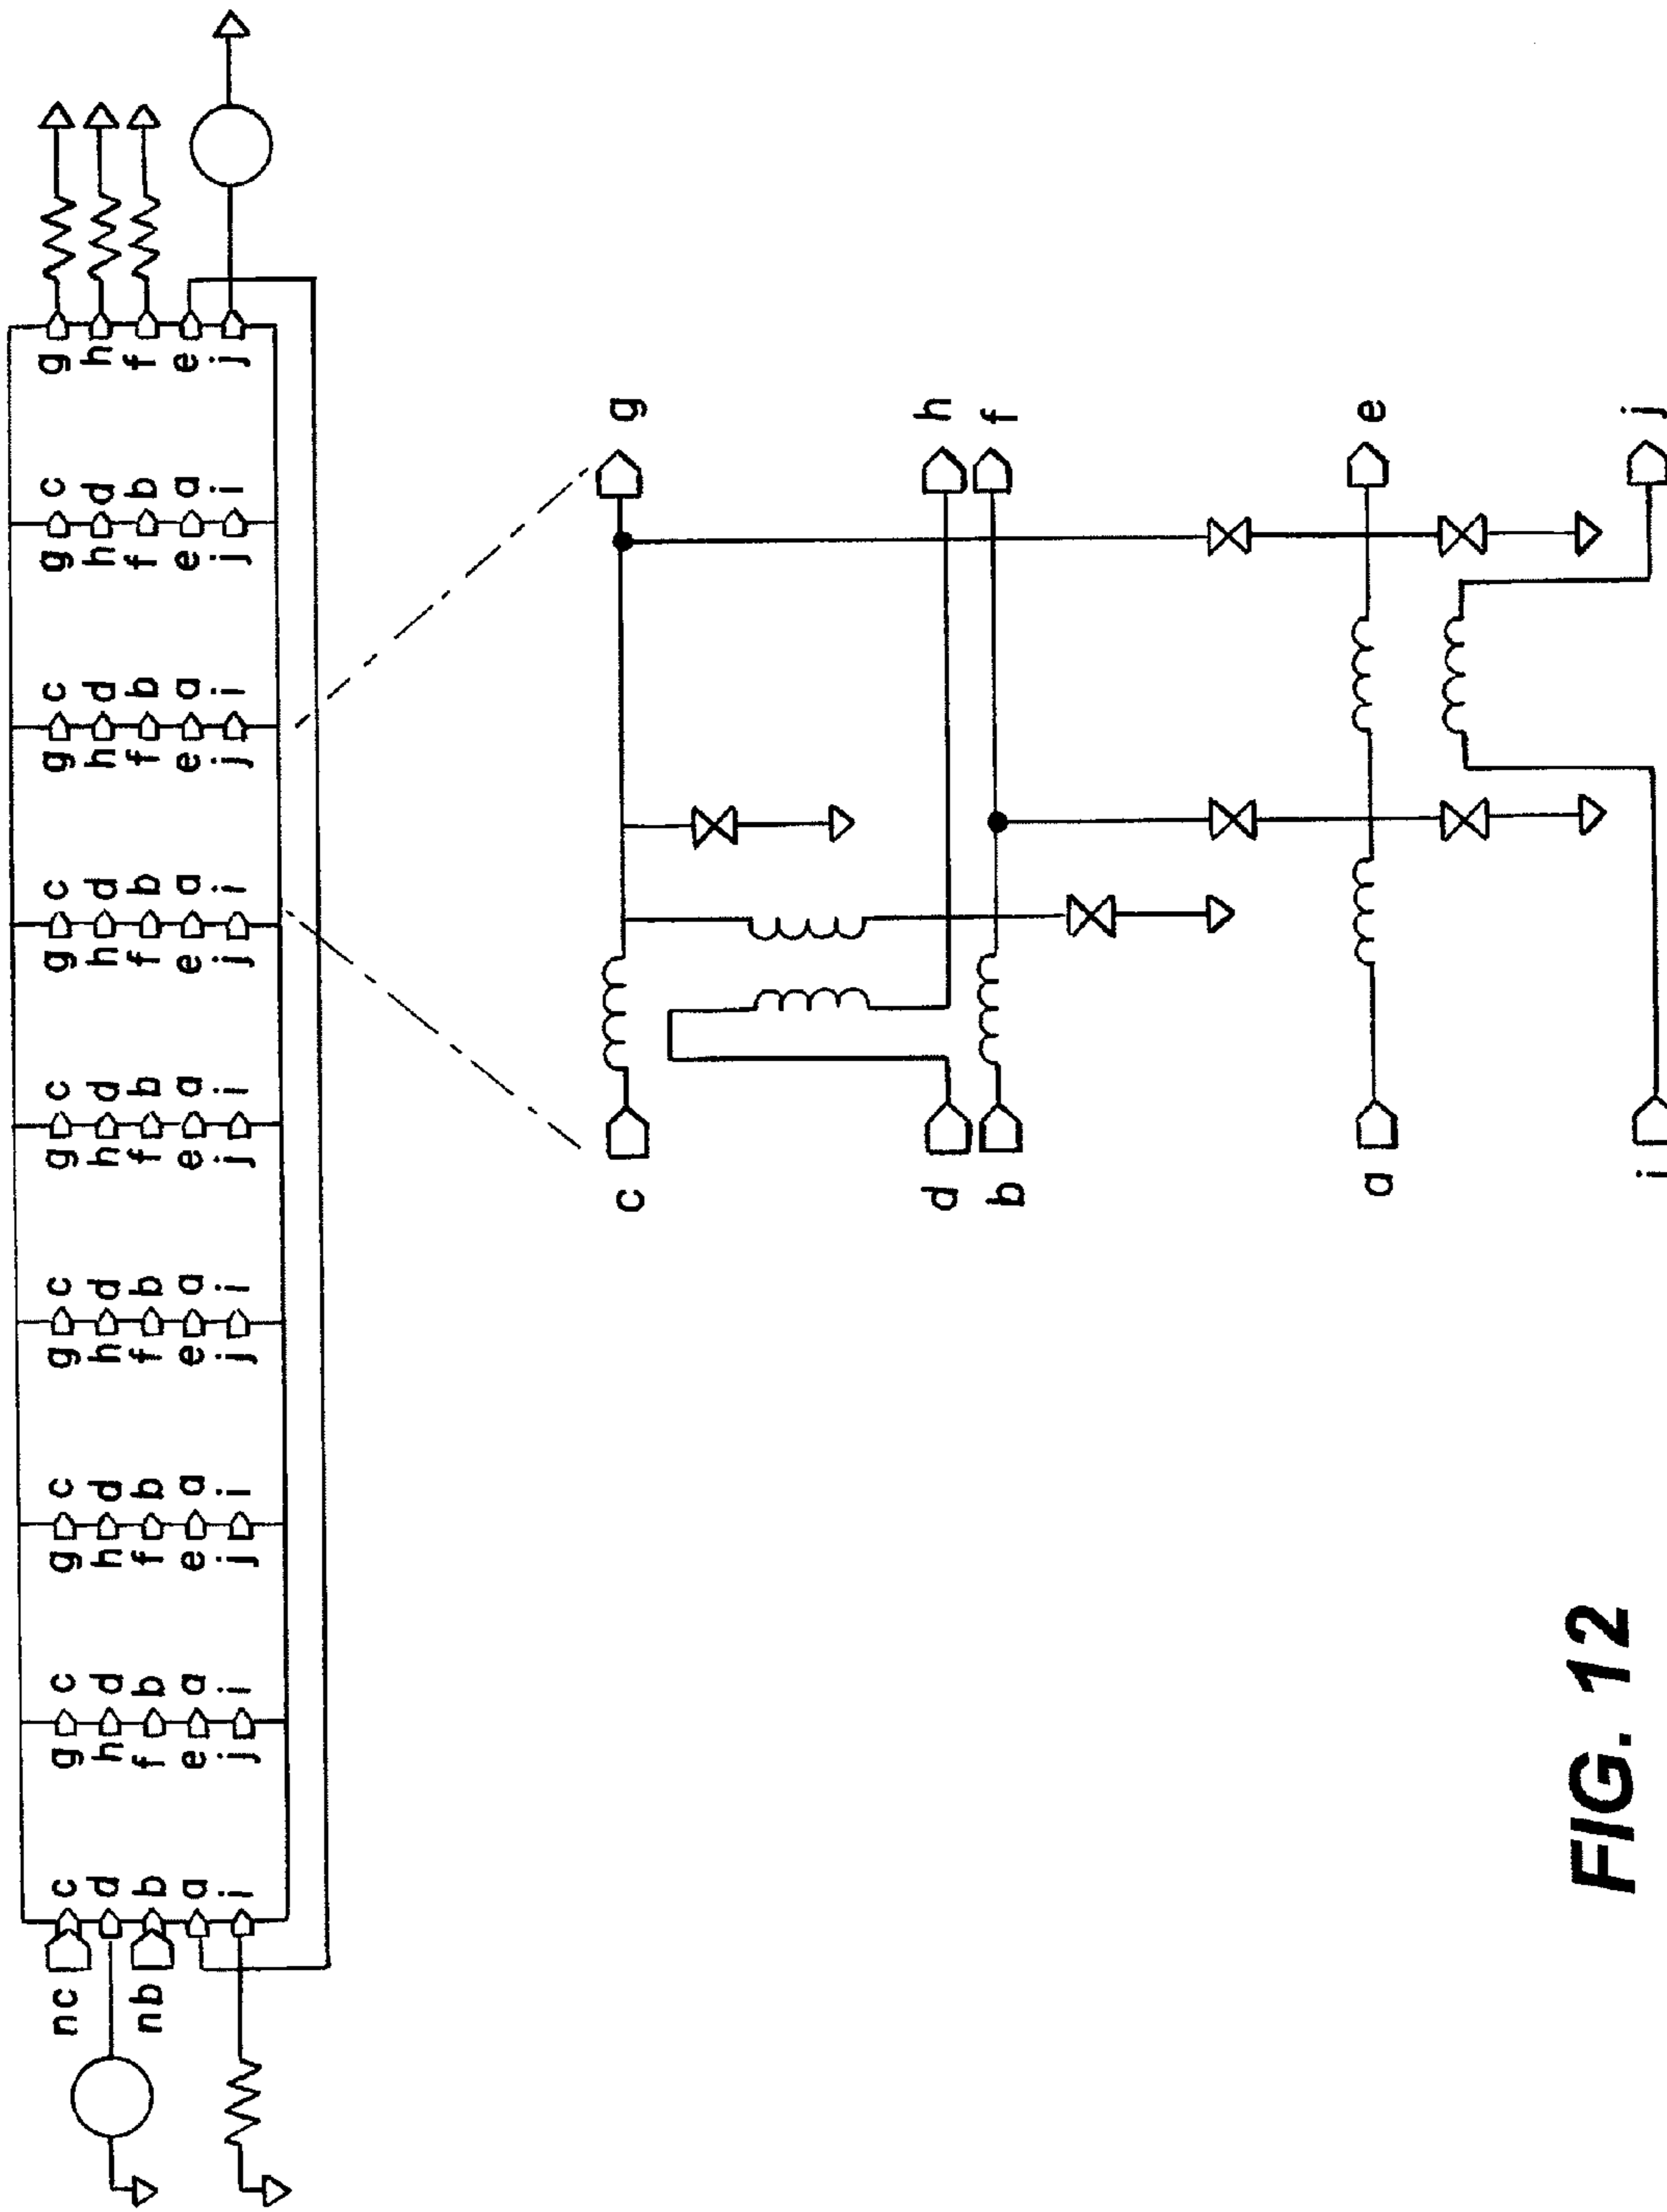 nc c g c g c g c g c g c g c g c g
d h d h d h d h d h d h d h d h
nb b f b f b f b f b f b f b f b f
a e a e a e a e a e a e a e a e
i j i j i j i j i j i j i j i j
c g
d h
b f
a e
i j
FIG. 12